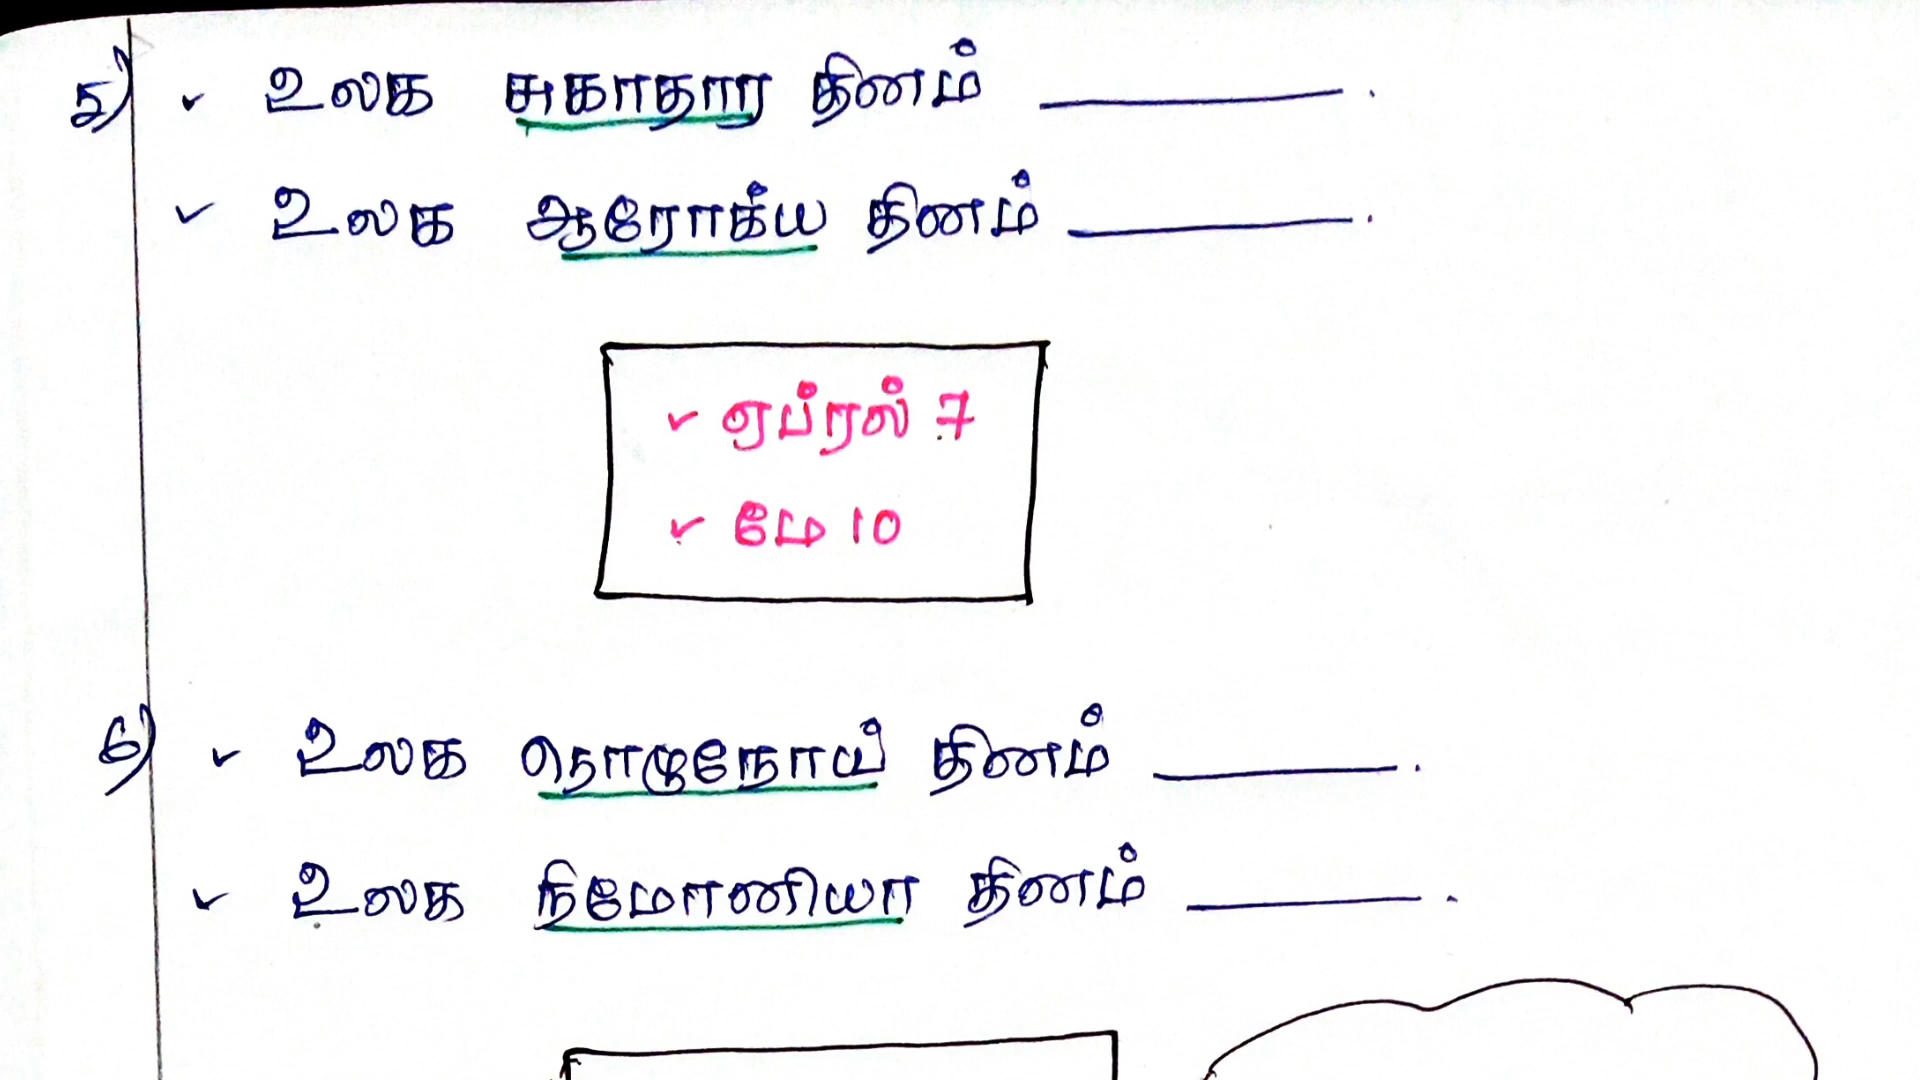 5) ✓ உலக சுகாதார தினம் ________ .
✓ உலக ஆரோக்ய தினம் ________ .
✓ ஏப்ரல் 7
✓ மே 10
6) ✓ உலக தொழுநோய் தினம் ________ .
✓ உலக நிமோனியா தினம் ________ .